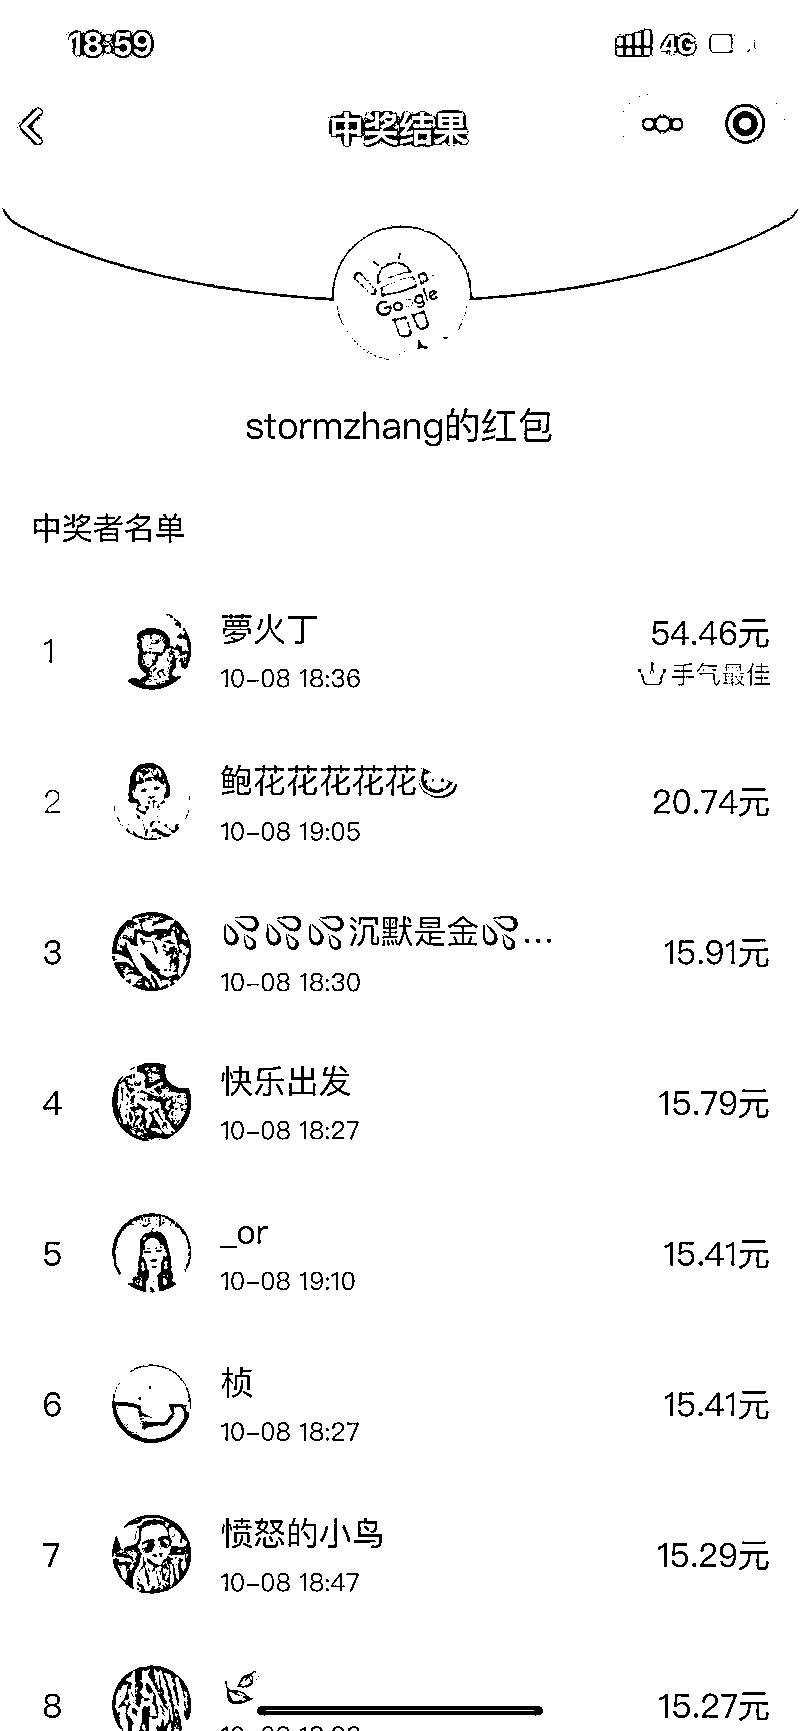 18:59
4G
中奖结果
Google
stormzhang的红包
中奖者名单
1
夢火丁
54.46元
10-08 18:36
手气最佳
2
鲍花花花花花
20.74元
10-08 19:05
3
💦💦💦沉默是金💦...
15.91元
10-08 18:30
4
快乐出发
15.79元
10-08 18:27
5
_or
15.41元
10-08 19:10
6
桢
15.41元
10-08 18:27
7
愤怒的小鸟
15.29元
10-08 18:47
8
🍃
15.27元